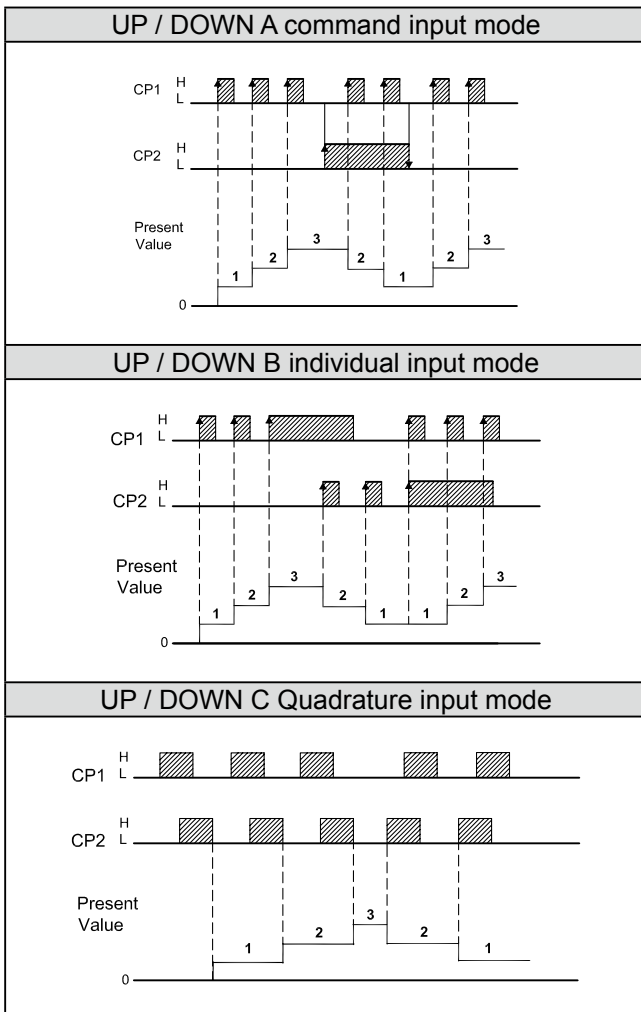 UP / DOWN A command input mode
CP1 H
L
CP2 H
L
Present
Value
1 2 3 2 1 2 3
0
UP / DOWN B individual input mode
CP1 H
L
CP2 H
L
Present
Value
1 2 3 2 1 1 2 3
0
UP / DOWN C Quadrature input mode
CP1 H
L
CP2 H
L
Present
Value
1 2 3 2 1
0